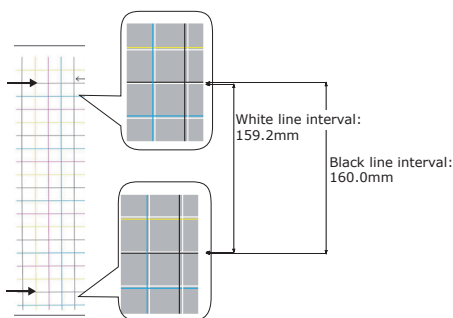 White line interval:
159.2mm
Black line interval:
160.0mm